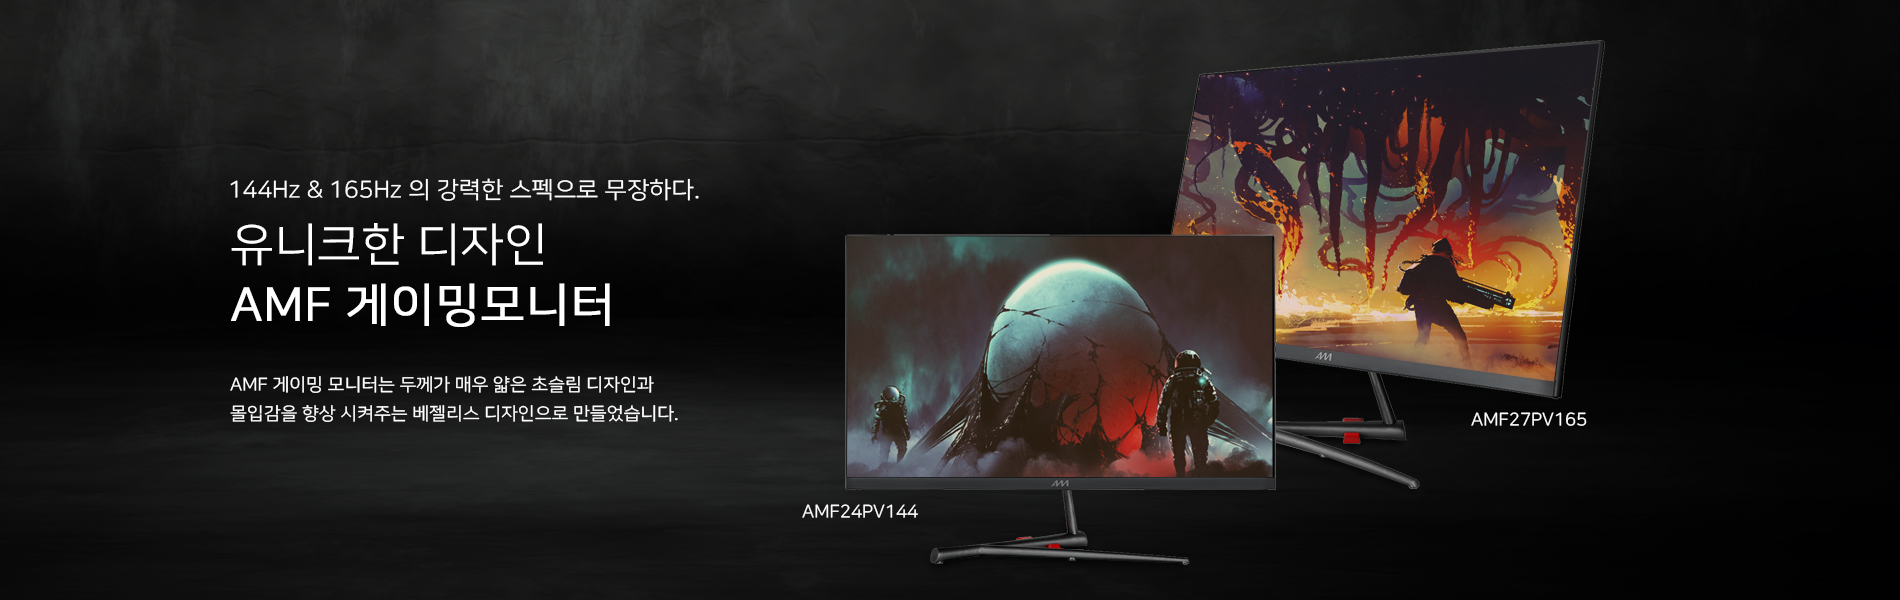 144Hz & 165Hz 의 강력한 스펙으로 무장하다.
유니크한 디자인
AMF 게이밍모니터
AMF 게이밍 모니터는 두께가 매우 얇은 초슬림 디자인과
몰입감을 향상 시켜주는 베젤리스 디자인으로 만들었습니다.
AMF27PV165
AMF24PV144